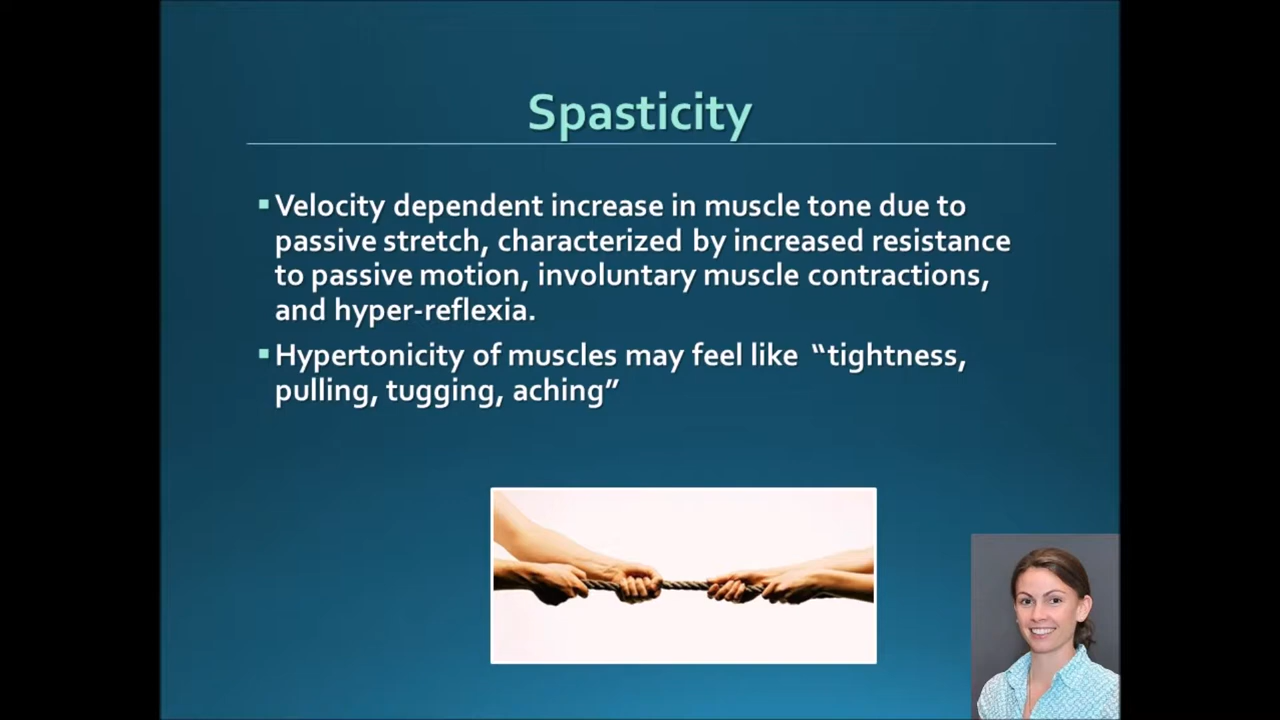 Spasticity
▪Velocity dependent increase in muscle tone due to
passive stretch, characterized by increased resistance
to passive motion, involuntary muscle contractions,
and hyper-reflexia.
▪Hypertonicity of muscles may feel like “tightness,
pulling, tugging, aching”